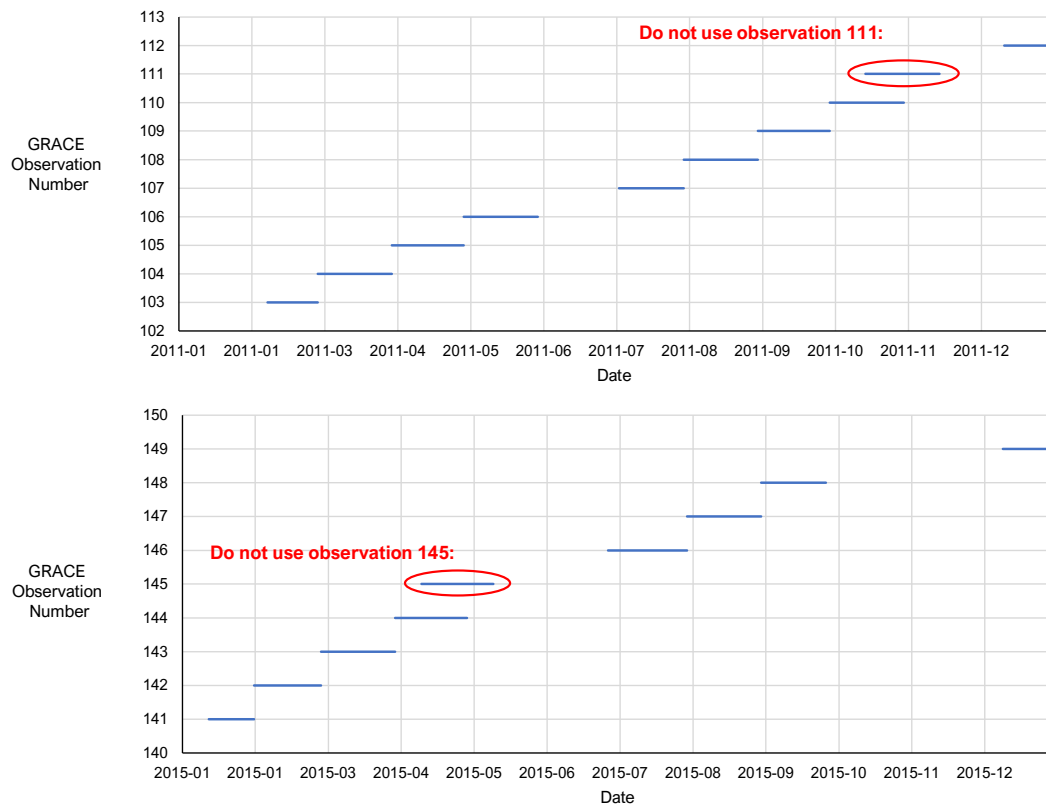 113
Do not use observation 111:
112
111
110
GRACE
Observation
Number
109
108
107
106
105
104
103
102
2011-01 2011-01 2011-03 2011-04 2011-05 2011-06 2011-07 2011-08 2011-09 2011-10 2011-11 2011-12
Date
150
149
148
147
Do not use observation 145:
146
GRACE
Observation
Number
145
144
143
142
141
140
2015-01 2015-01 2015-03 2015-04 2015-05 2015-06 2015-07 2015-08 2015-09 2015-10 2015-11 2015-12
Date